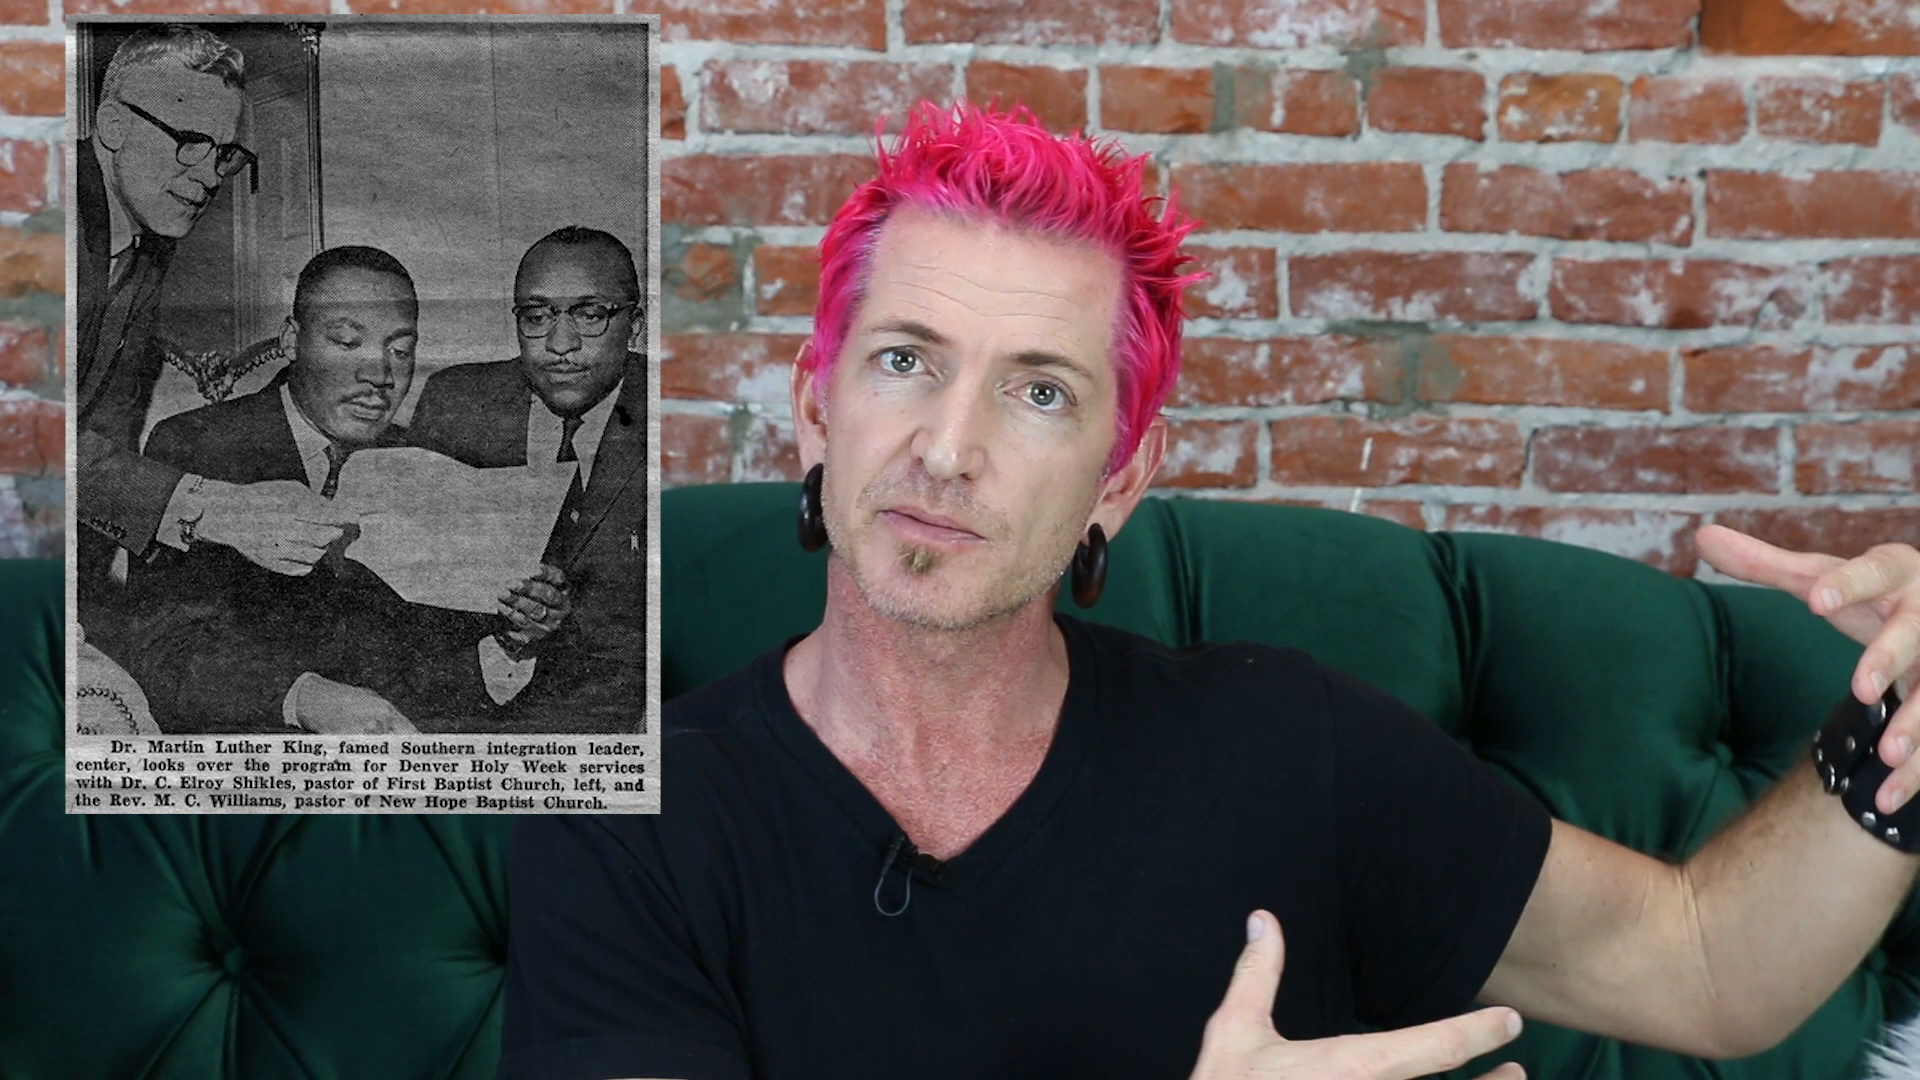 Dr. Martin Luther King, famed Southern integration leader,
center, looks over the program for Denver Holy Week services
with Dr. C. Elroy Shikles, pastor of First Baptist Church, left, and
the Rev. M. C. Williams, pastor of New Hope Baptist Church.